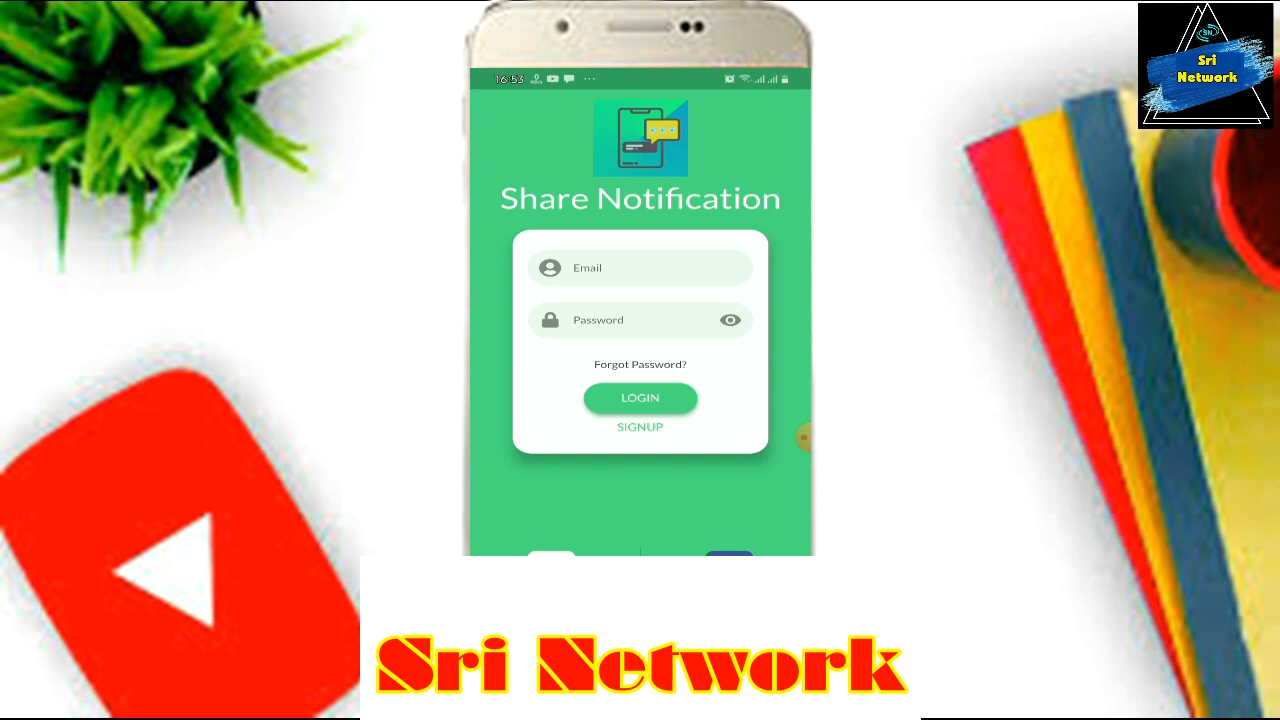 Sri
Network
16:53
Share Notification
Email
Password
Forgot Password?
LOGIN
SIGNUP
Sri Network